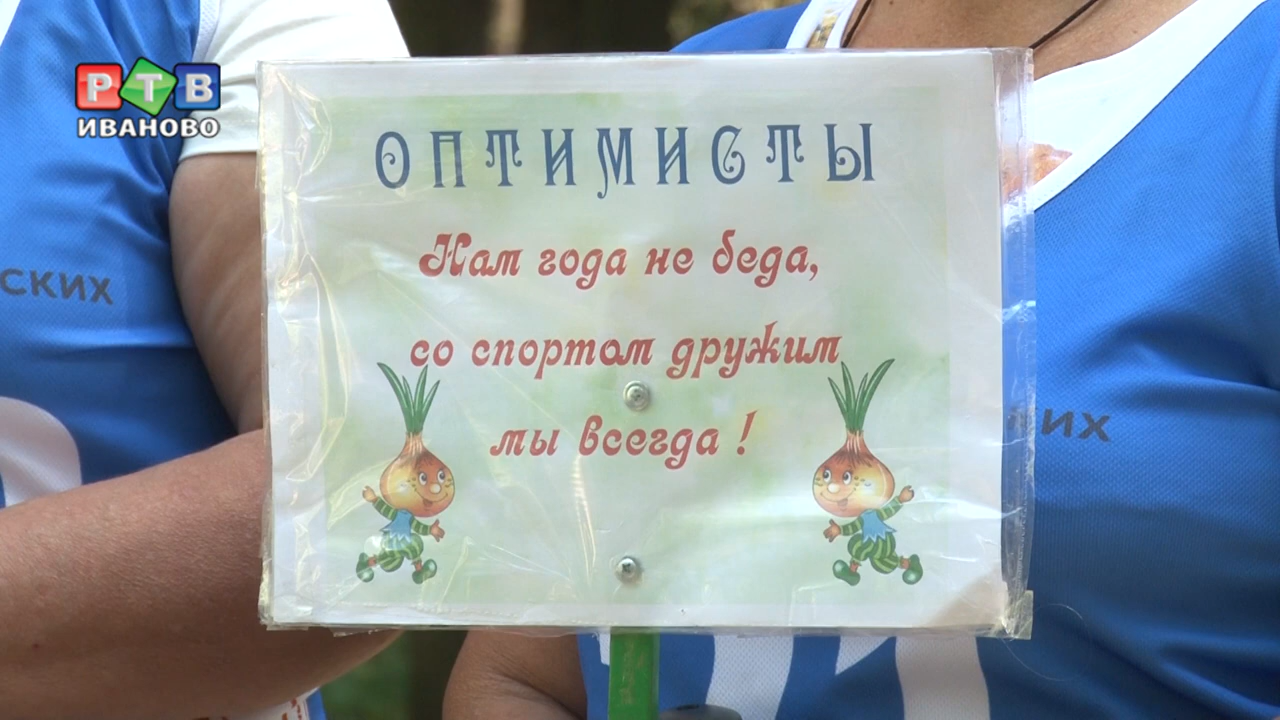 РТВ
ИВАНОВО
ОПТИМИСТЫ
Нам года не беда,
со спортом дружим
мы всегда !
ских
их